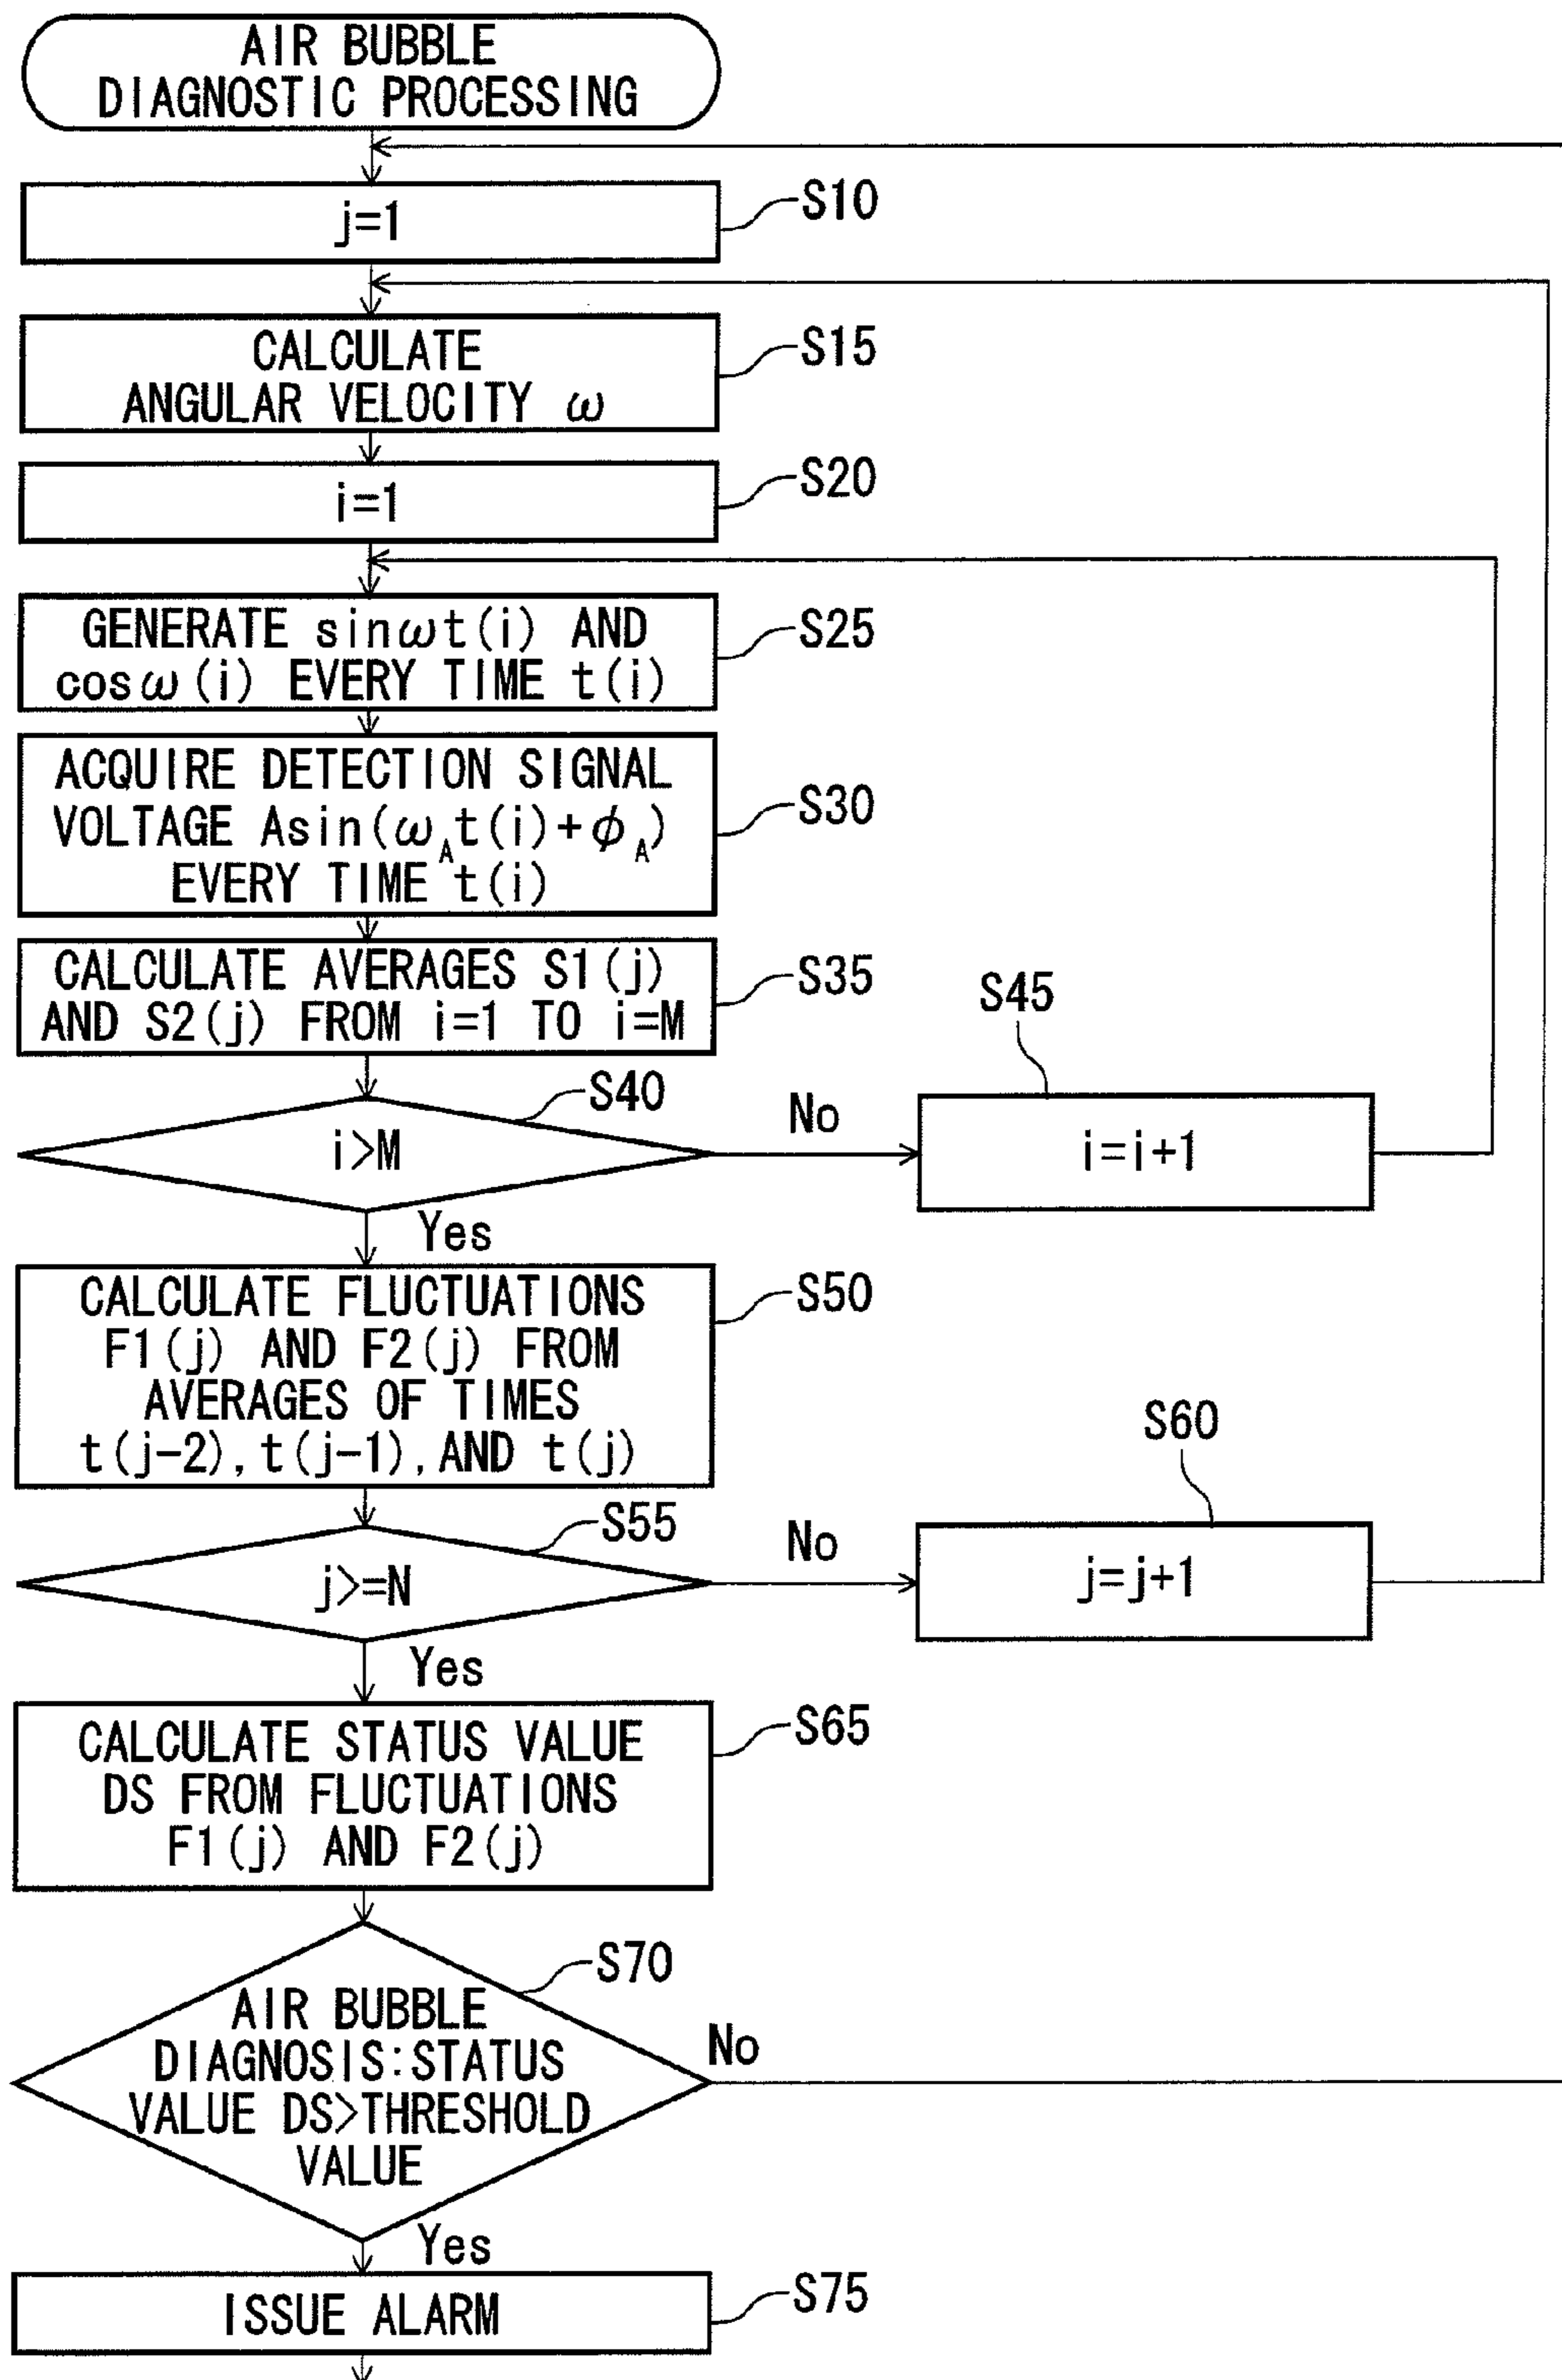 AIR BUBBLE
DIAGNOSTIC PROCESSING
j=1
S10
CALCULATE
ANGULAR VELOCITY ω
S15
i=1
S20
GENERATE sinωt(i) AND
cosω(i) EVERY TIME t(i)
S25
ACQUIRE DETECTION SIGNAL
VOLTAGE Asin(ω_A t(i)+φ_A)
EVERY TIME t(i)
S30
CALCULATE AVERAGES S1(j)
AND S2(j) FROM i=1 TO i=M
S35
i>M
S40
No
Yes
i=i+1
S45
CALCULATE FLUCTUATIONS
F1(j) AND F2(j) FROM
AVERAGES OF TIMES
t(j-2), t(j-1), AND t(j)
S50
j>=N
S55
No
Yes
j=j+1
S60
CALCULATE STATUS VALUE
DS FROM FLUCTUATIONS
F1(j) AND F2(j)
S65
AIR BUBBLE
DIAGNOSIS:STATUS
VALUE DS>THRESHOLD
VALUE
S70
No
Yes
ISSUE ALARM
S75